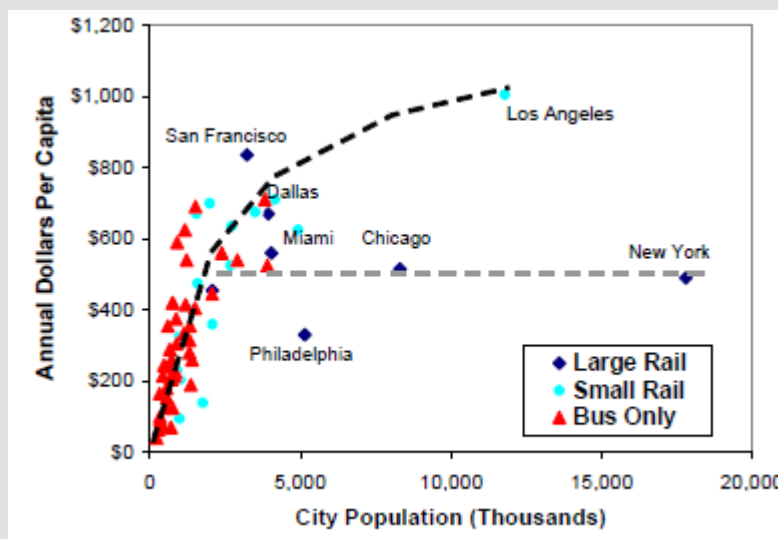 $1,200
$1,000
$800
$600
$400
$200
$0
Annual Dollars Per Capita
San Francisco
Los Angeles
Dallas
Miami
Chicago
New York
Philadelphia
Large Rail
Small Rail
Bus Only
0
5,000
10,000
15,000
20,000
City Population (Thousands)